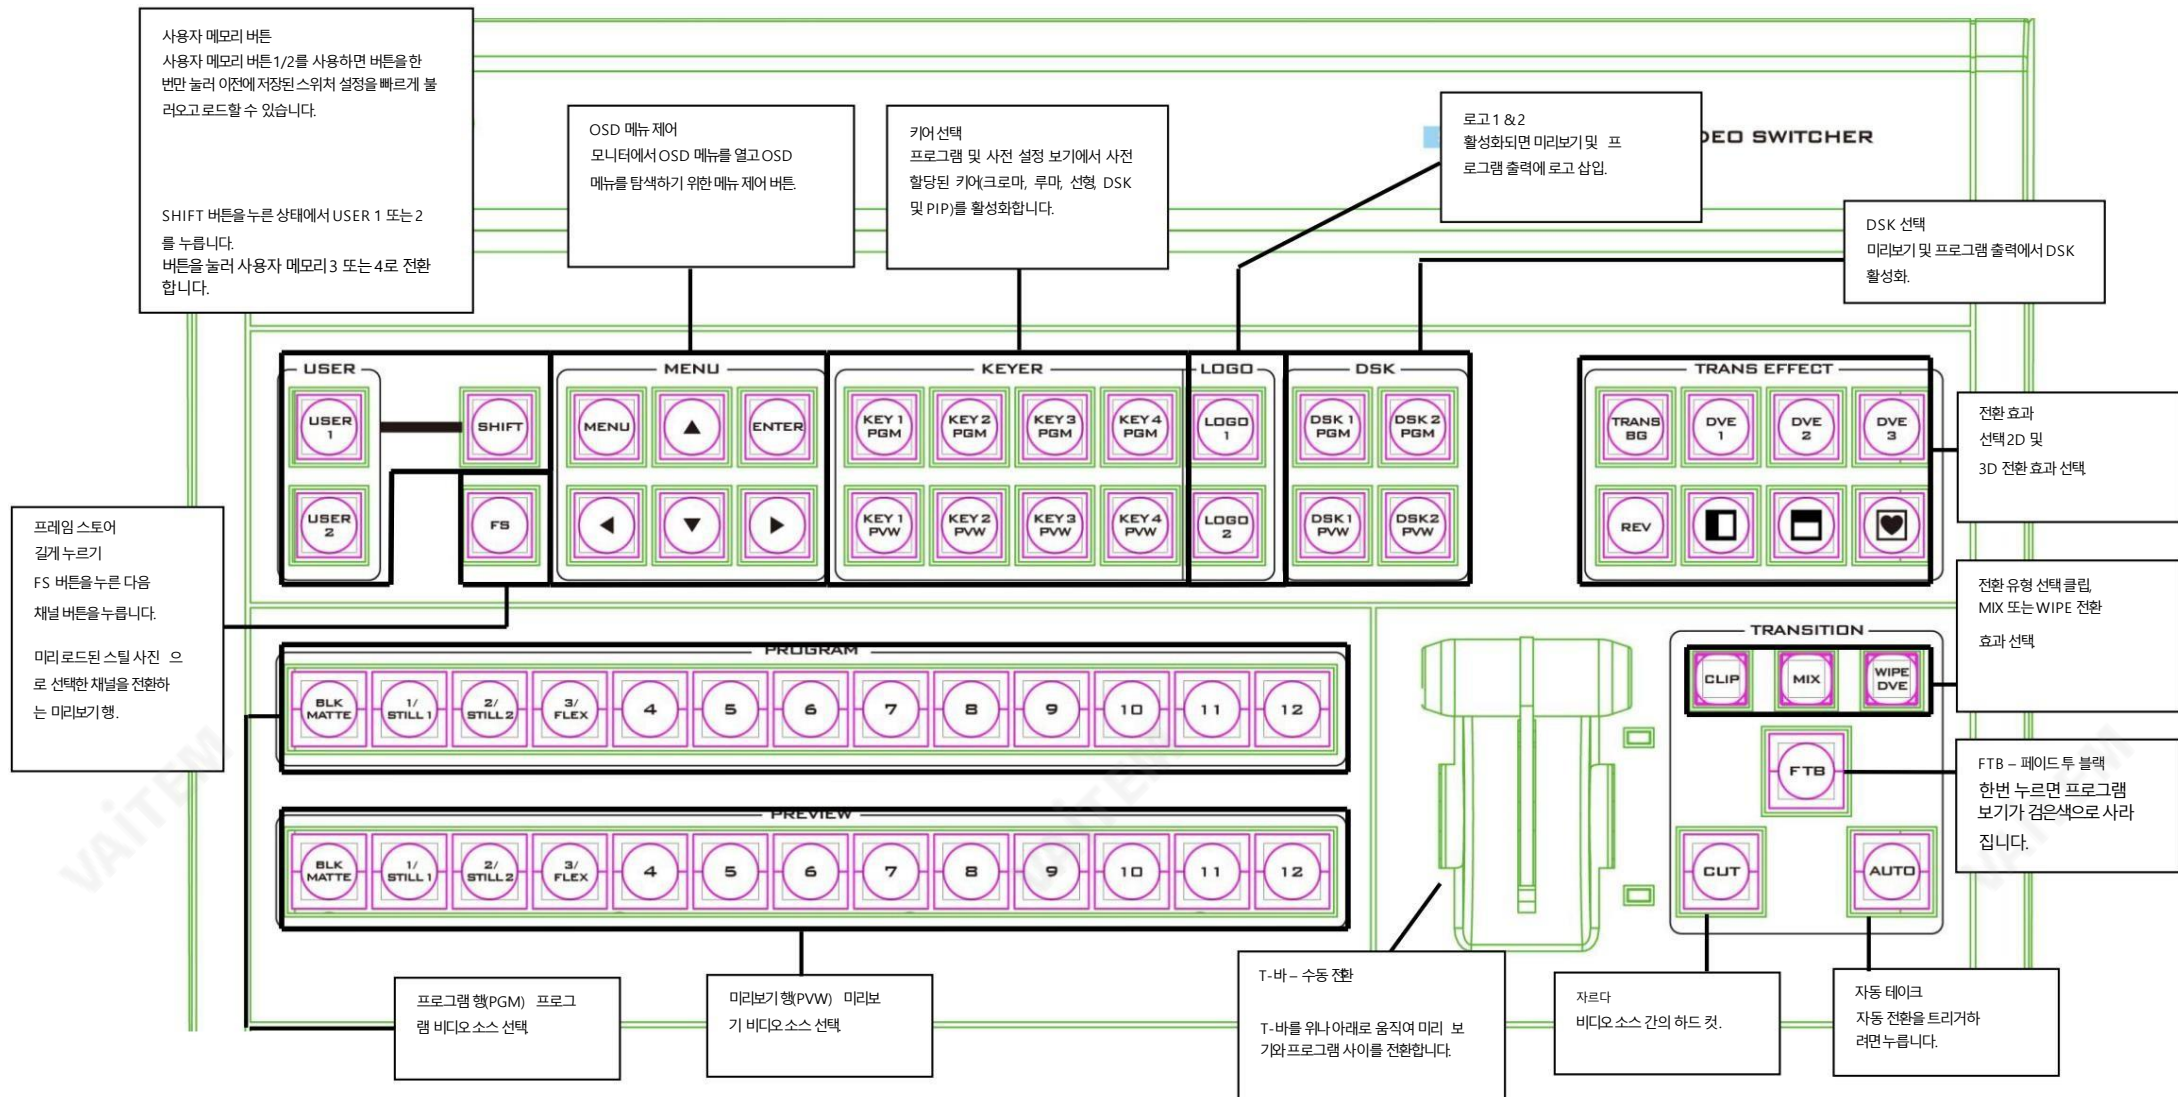 사용자 메모리 버튼
사용자 메모리 버튼 1/2를 사용하면 버튼을 한
번만 눌러 이전에 저장된 스위처 설정을 빠르게 불
러오고 로드할 수 있습니다.
SHIFT 버튼을 누른 상태에서 USER 1 또는 2
를 누릅니다.
버튼을 눌러 사용자 메모리 3 또는 4로 전환
합니다.
OSD 메뉴 제어
모니터에서 OSD 메뉴를 열고 OSD
메뉴를 탐색하기 위한 메뉴 제어 버튼.
키어 선택
프로그램 및 사전 설정 보기에서 사전
할당된 키어(크로마, 루마, 선형, DSK
및 PIP)를 활성화합니다.
로고 1 & 2
활성화되면 미리보기 및 프
로그램 출력에 로고 삽입.
DEO SWITCHER
DSK 선택
미리보기 및 프로그램 출력에서 DSK
활성화.
USER
MENU
KEYER
LOGO
DSK
TRANS EFFECT
USER 1
SHIFT
MENU
▲
ENTER
KEY 1 PGM
KEY 2 PGM
KEY 3 PGM
KEY 4 PGM
LOGO 1
DSK 1 PGM
DSK 2 PGM
TRANS BG
DVE 1
DVE 2
DVE 3
USER 2
FS
◀
▼
▶
KEY 1 PVW
KEY 2 PVW
KEY 3 PVW
KEY 4 PVW
LOGO 2
DSK 1 PVW
DSK 2 PVW
REV
전환 효과
선택 2D 및
3D 전환 효과 선택
프레임 스토어
길게 누르기
FS 버튼을 누른 다음
채널 버튼을 누릅니다.
미리 로드된 스틸 사진 으
로 선택한 채널을 전환하
는 미리보기 행.
전환 유형 선택 클립,
MIX 또는 WIPE 전환
효과 선택
PROGRAM
BLK MATTE
1/ STILL 1
2/ STILL 2
3/ FLEX
4
5
6
7
8
9
10
11
12
TRANSITION
CLIP
MIX
WIPE DVE
FTB
FTB – 페이드 투 블랙
한번 누르면 프로그램
보기가 검은색으로 사라
집니다.
PREVIEW
BLK MATTE
1/ STILL 1
2/ STILL 2
3/ FLEX
4
5
6
7
8
9
10
11
12
CUT
AUTO
프로그램 행(PGM) 프로그
램 비디오 소스 선택
미리보기 행(PVW) 미리보
기 비디오 소스 선택
T-바 – 수동 전환
T-바를 위나 아래로 움직여 미리 보
기와 프로그램 사이를 전환합니다.
자르다
비디오 소스 간의 하드 컷.
자동 테이크
자동 전환을 트리거하
려면 누릅니다.
VAITEM
VAITEM
VAITEM